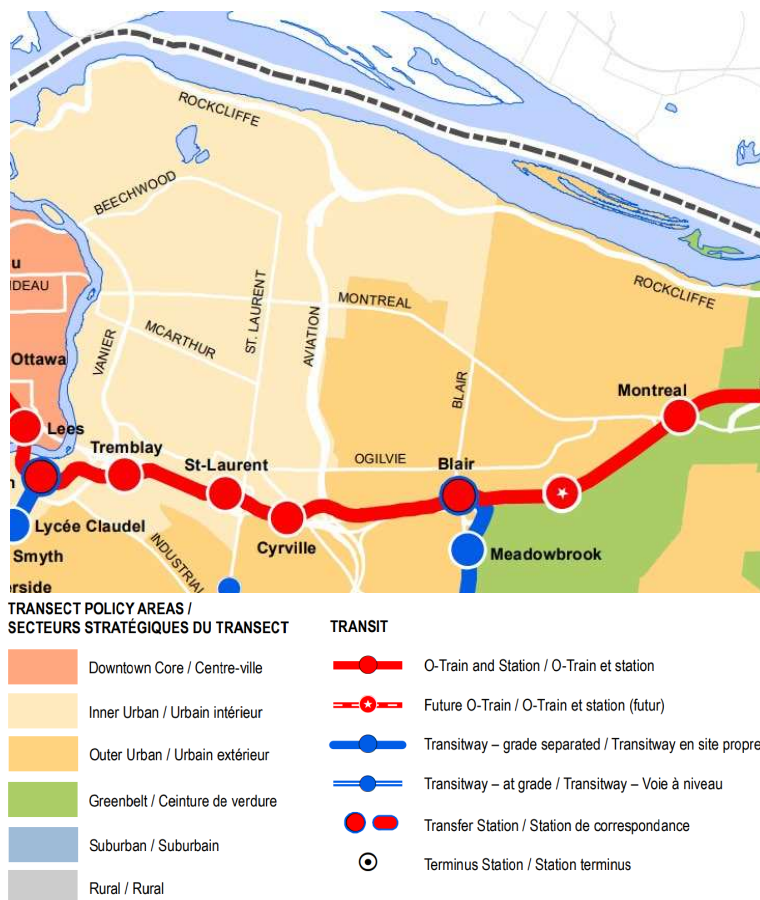 ROCKCLIFFE
BEECHWOOD
u
IDEAU
ST. LAURENT
AVIATION
MONTREAL
ROCKCLIFFE
MCARTHUR
VANIER
Ottawa
BLAIR
Montreal
Lees
Tremblay
St-Laurent
OGILVIE
Blair
n
Lycée Claudel
Cyrville
Meadowbrook
Smyth
INDUSTRIAL
erside
TRANSECT POLICY AREAS /
SECTEURS STRATÉGIQUES DU TRANSECT
Downtown Core / Centre-ville
Inner Urban / Urbain intérieur
Outer Urban / Urbain extérieur
Greenbelt / Ceinture de verdure
Suburban / Suburbain
Rural / Rural
TRANSIT
O-Train and Station / O-Train et station
Future O-Train / O-Train et station (futur)
Transitway – grade separated / Transitway en site propre
Transitway – at grade / Transitway – Voie à niveau
Transfer Station / Station de correspondance
Terminus Station / Station terminus